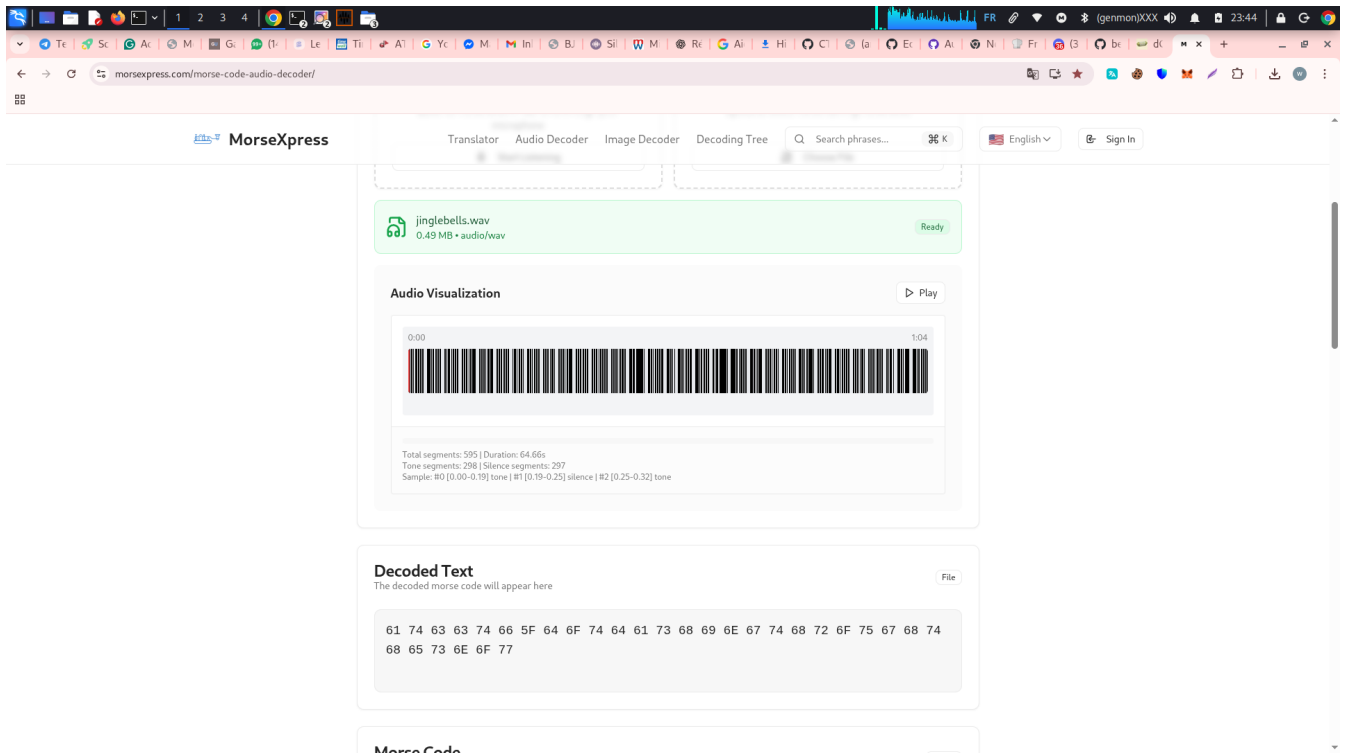 1 2 3 4 FR (genmon)XXX 23:44
morsexpress.com/morse-code-audio-decoder/
MorseXpress Translator Audio Decoder Image Decoder Decoding Tree Search phrases... ⌘ K English Sign In
jinglebells.wav
0.49 MB • audio/wav
Ready
Audio Visualization
Play
0:00 1:04
Total segments: 595 | Duration: 64.66s
Tone segments: 298 | Silence segments: 297
Sample: #0 [0.00-0.19] tone | #1 [0.19-0.25] silence | #2 [0.25-0.32] tone
Decoded Text
The decoded morse code will appear here
File
61 74 63 63 74 66 5F 64 6F 74 64 61 73 68 69 6E 67 74 68 72 6F 75 67 68 74
68 65 73 6E 6F 77
Morse Code